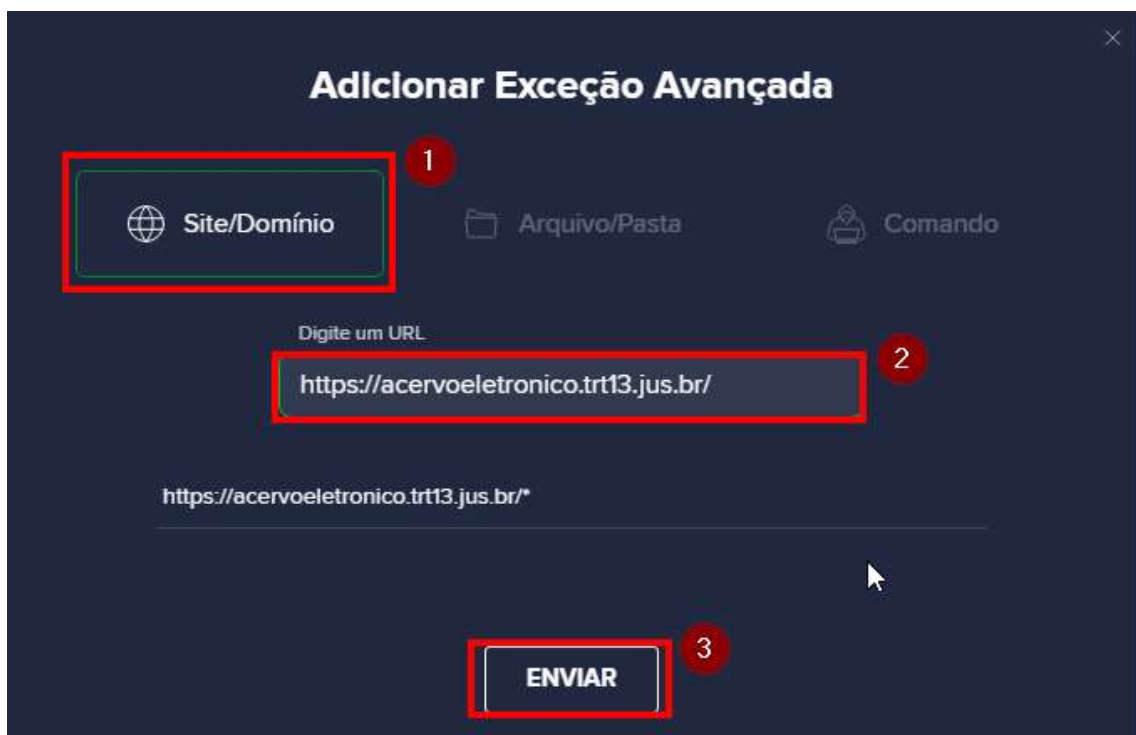 Adicionar Exceção Avançada
1
Site/Domínio Arquivo/Pasta Comando
Digite um URL
2
https://acervoeletronico.trt13.jus.br/
https://acervoeletronico.trt13.jus.br/*
3
ENVIAR